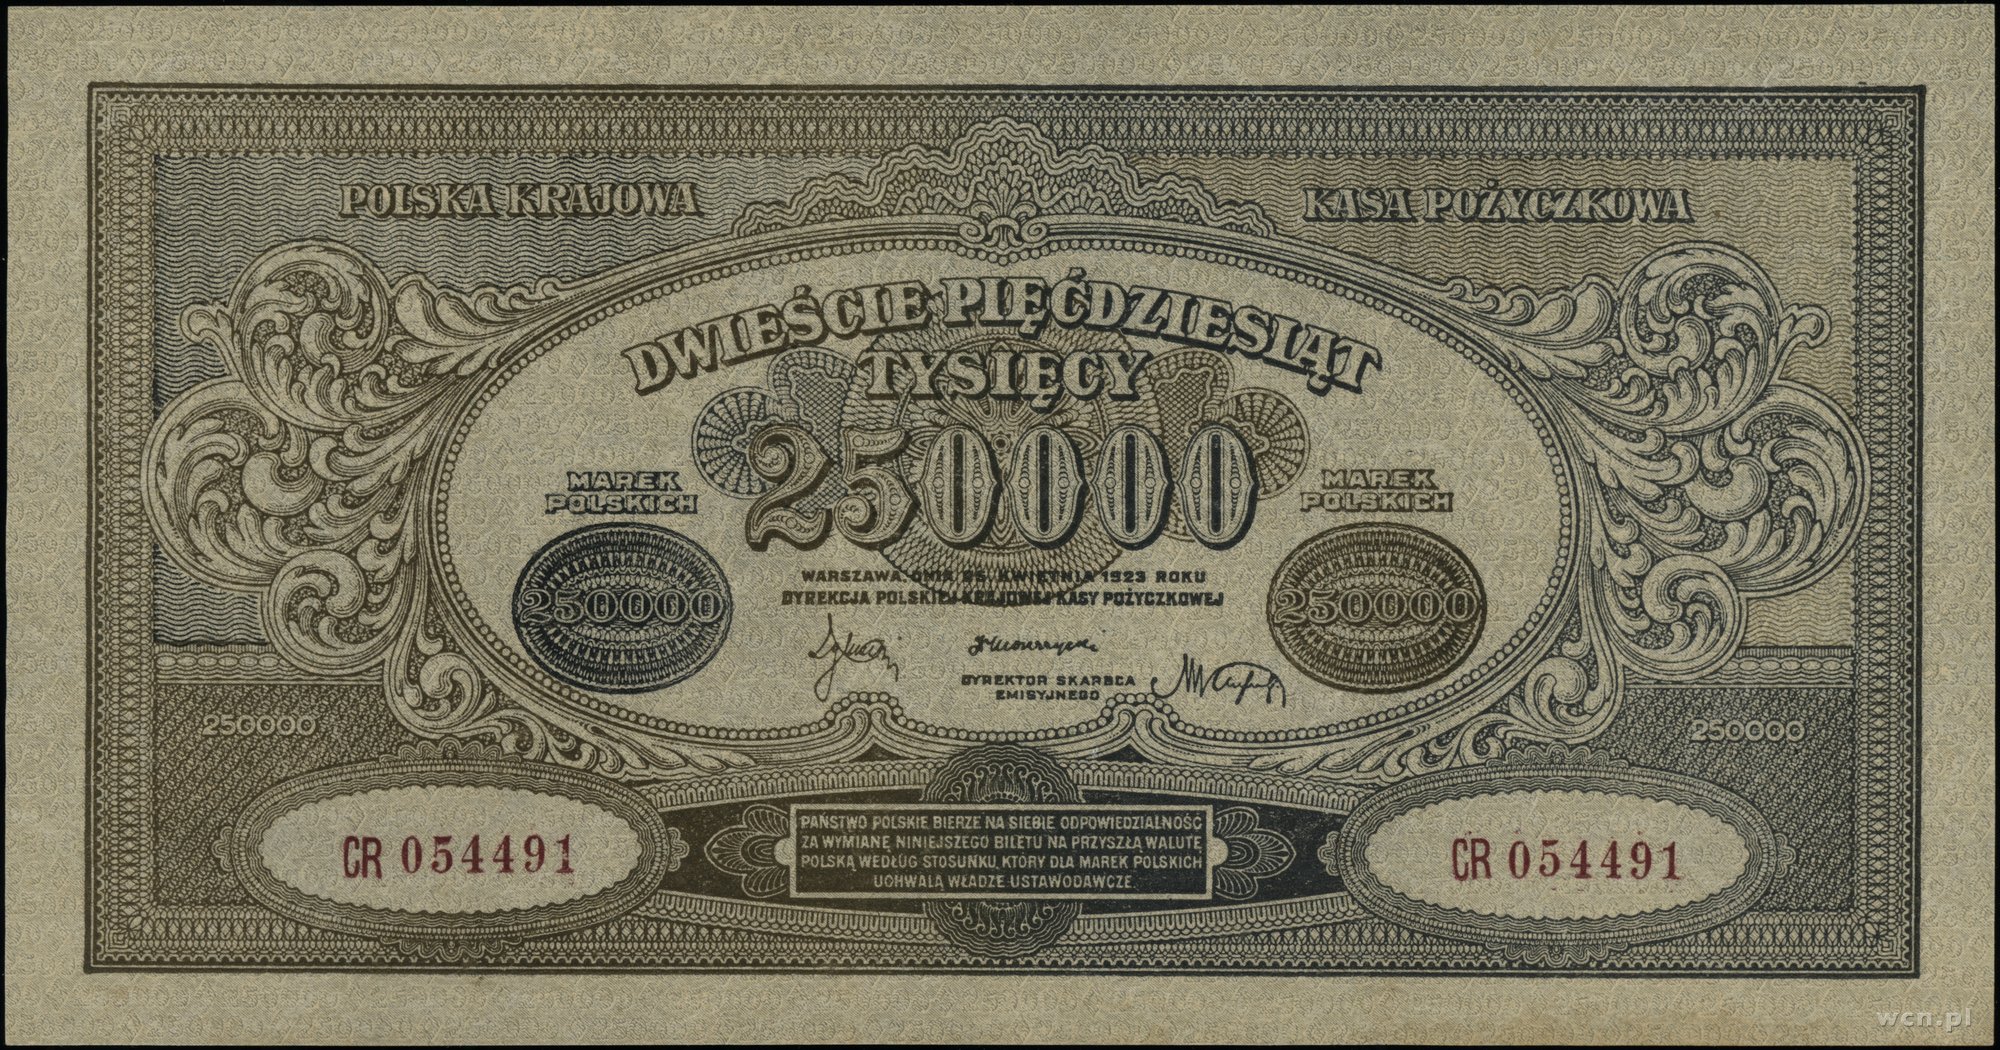 POLSKA KRAJOWA
KASA POŻYCZKOWA
DWIEŚCIE PIĘĆDZIESIĄT
TYSIĘCY
250000
MAREK
POLSKICH
MAREK
POLSKICH
250000
250000
WARSZAWA, DNIA 25 KWIETNIA 1923 ROKU
DYREKCJA POLSKIEJ KRAJOWEJ KASY POŻYCZKOWEJ
DYREKTOR SKARBCA
EMISYJNEGO
250000
250000
CR 054491
CR 054491
PAŃSTWO POLSKIE BIERZE NA SIEBIE ODPOWIEDZIALNOŚĆ
ZA WYMIANĘ NINIEJSZEGO BILETU NA PRZYSZŁĄ WALUTĘ
POLSKĄ WEDŁUG STOSUNKU, KTÓRY DLA MAREK POLSKICH
UCHWALĄ WŁADZE USTAWODAWCZE
wcn.pl